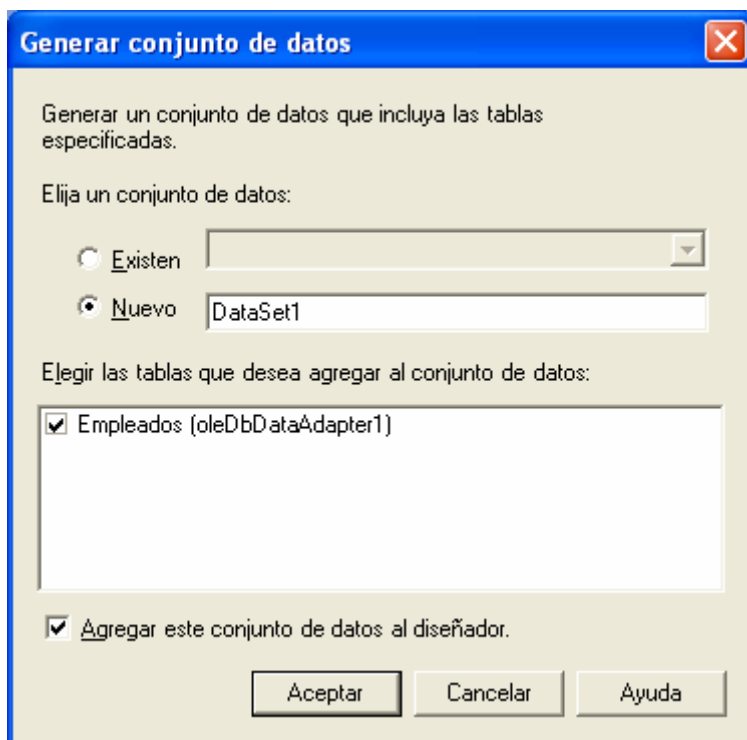 Generar conjunto de datos
Generar un conjunto de datos que incluya las tablas
especificadas.
Elija un conjunto de datos:
Existen
Nuevo DataSet1
Elegir las tablas que desea agregar al conjunto de datos:
Empleados (oleDbDataAdapter1)
Agregar este conjunto de datos al diseñador.
Aceptar Cancelar Ayuda